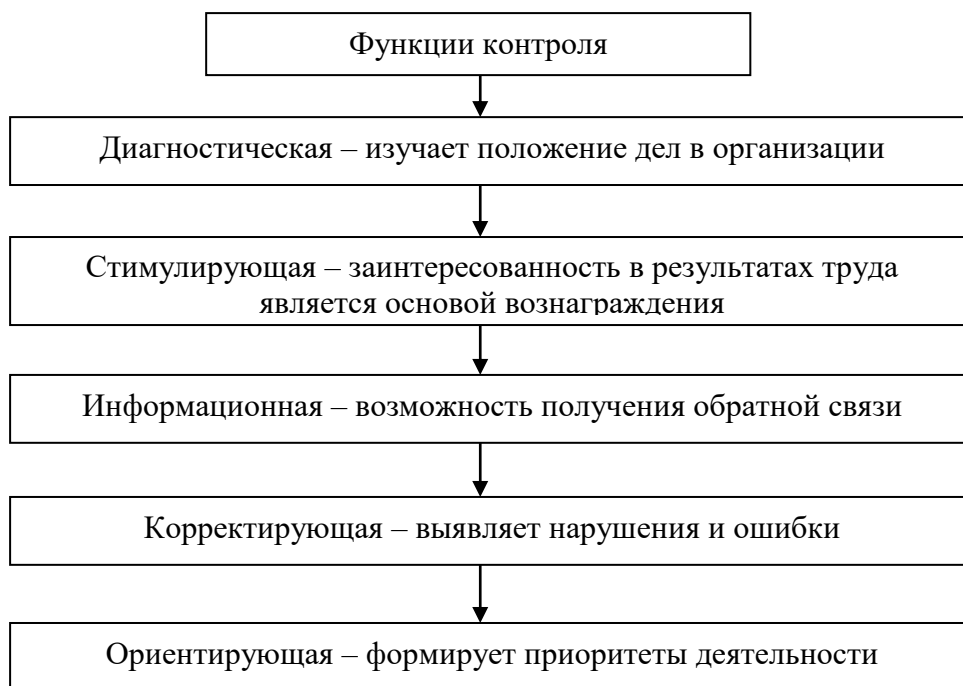 Функции контроля
Диагностическая – изучает положение дел в организации
Стимулирующая – заинтересованность в результатах труда
является основой вознаграждения
Информационная – возможность получения обратной связи
Корректирующая – выявляет нарушения и ошибки
Ориентирующая – формирует приоритеты деятельности